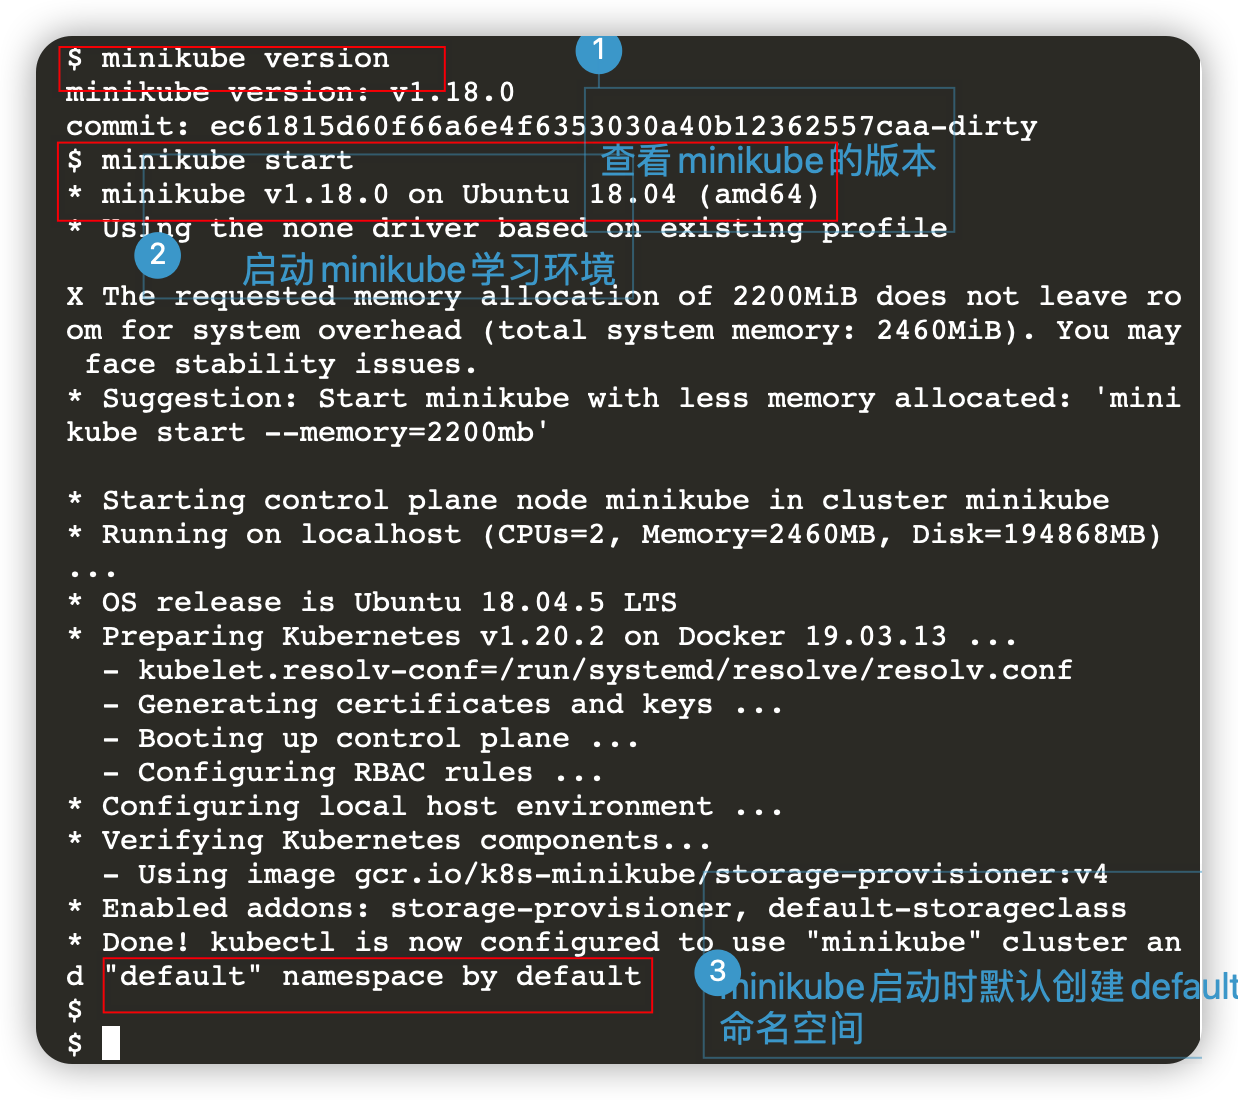 $ minikube version
1
minikube version: v1.18.0
commit: ec61815d60f66a6e4f6353030a40b12362557caa-dirty
$ minikube start
查看minikube的版本
* minikube v1.18.0 on Ubuntu 18.04 (amd64)
* Using the none driver based on existing profile
2
启动minikube学习环境
X The requested memory allocation of 2200MiB does not leave ro
om for system overhead (total system memory: 2460MiB). You may
 face stability issues.
* Suggestion: Start minikube with less memory allocated: 'mini
kube start --memory=2200mb'
* Starting control plane node minikube in cluster minikube
* Running on localhost (CPUs=2, Memory=2460MB, Disk=194868MB)
...
* OS release is Ubuntu 18.04.5 LTS
* Preparing Kubernetes v1.20.2 on Docker 19.03.13 ...
  - kubelet.resolv-conf=/run/systemd/resolve/resolv.conf
  - Generating certificates and keys ...
  - Booting up control plane ...
  - Configuring RBAC rules ...
* Configuring local host environment ...
* Verifying Kubernetes components...
  - Using image gcr.io/k8s-minikube/storage-provisioner:v4
* Enabled addons: storage-provisioner, default-storageclass
* Done! kubectl is now configured to use "minikube" cluster an
d "default" namespace by default
3
minikube启动时默认创建default
命名空间
$
$